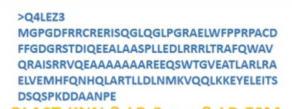 >Q4LEZ3
MGPGDFRRCRERISQGLQGLPGRAELWFPPRPACD
FFGDGRSTDIQEEALAASPLLEDLRRRLTRAFQWAV
QRAISRRVQEAAAAAAAREEQSWTGVEATLARLRA
ELVEMHFQNHQLARTLLDLNMKVQQLKKEYELEITS
DSQSPKDDAANPE